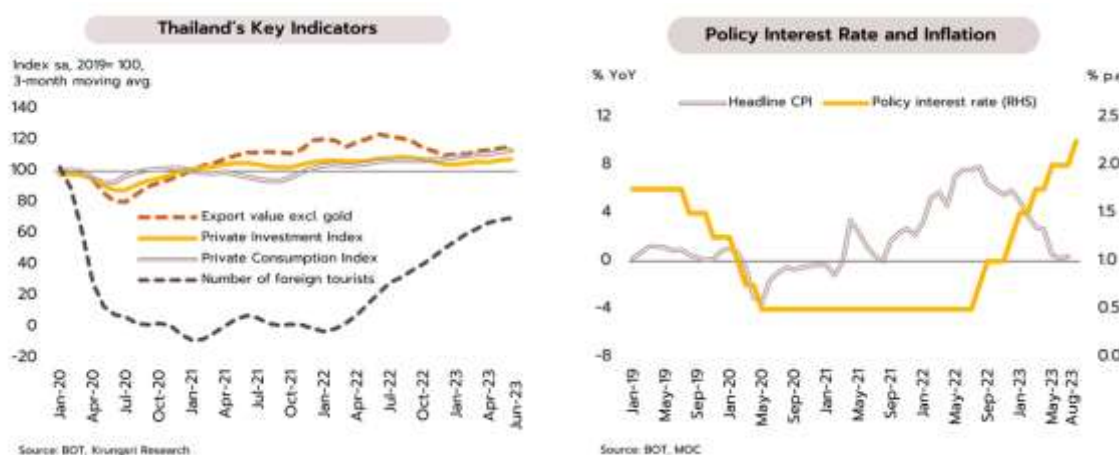 Thailand's Key Indicators
Index sa, 2019= 100,
3-month moving avg.
140
120
100
80
60
40
20
0
-20
Export value excl. gold
Private Investment Index
Private Consumption Index
Number of foreign tourists
Jan-20
Apr-20
Jul-20
Oct-20
Jan-21
Apr-21
Jul-21
Oct-21
Jan-22
Apr-22
Jul-22
Oct-22
Jan-23
Apr-23
Jun-23
Source: BOT, Krungsri Research
Policy Interest Rate and Inflation
% YoY
% p.a
Headline CPI
Policy interest rate (RHS)
12
8
4
0
-4
-8
2.5
2.0
1.5
1.0
0.5
0.0
Jan-19
May-19
Sep-19
Jan-20
May-20
Sep-20
Jan-21
May-21
Sep-21
Jan-22
May-22
Sep-22
Jan-23
May-23
Aug-23
Source: BOT, MOC